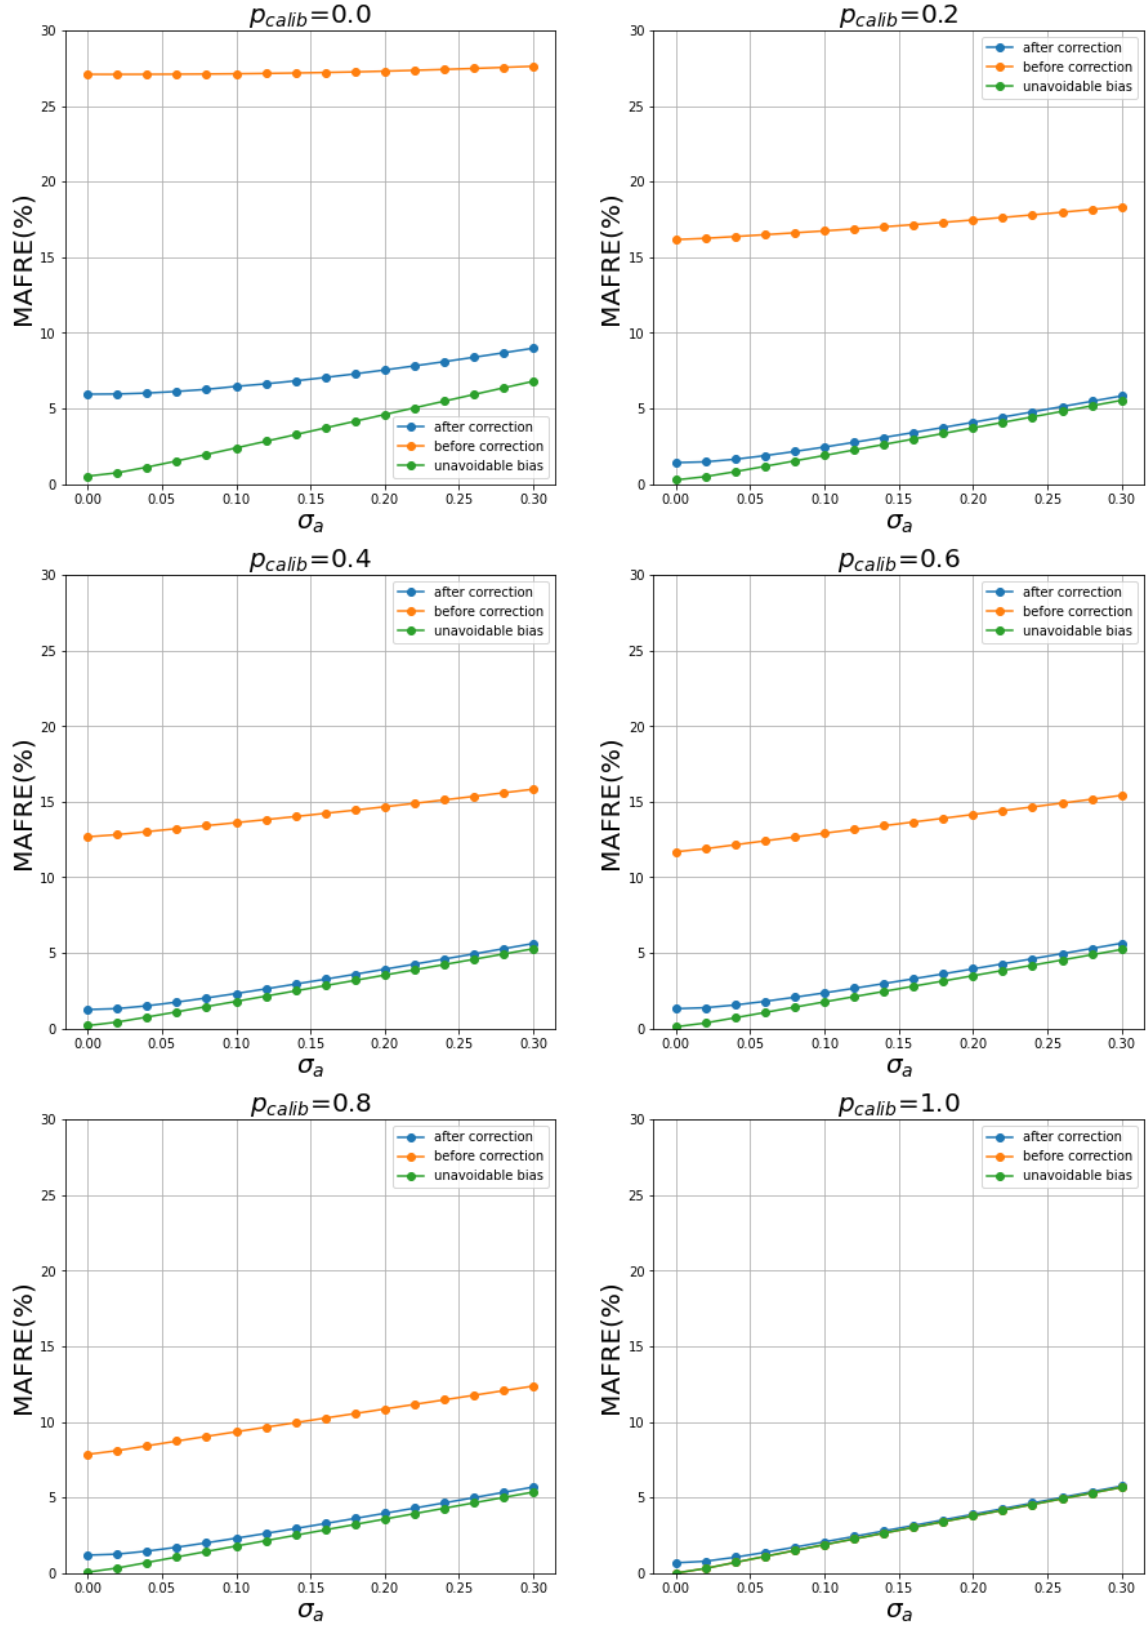 p_calib=0.0
30
25
20
15
10
5
0
MAFRE(%)
after correction
before correction
unavoidable bias
0.00 0.05 0.10 0.15 0.20 0.25 0.30
σ_a
p_calib=0.2
30
25
20
15
10
5
0
MAFRE(%)
after correction
before correction
unavoidable bias
0.00 0.05 0.10 0.15 0.20 0.25 0.30
σ_a
p_calib=0.4
30
25
20
15
10
5
0
MAFRE(%)
after correction
before correction
unavoidable bias
0.00 0.05 0.10 0.15 0.20 0.25 0.30
σ_a
p_calib=0.6
30
25
20
15
10
5
0
MAFRE(%)
after correction
before correction
unavoidable bias
0.00 0.05 0.10 0.15 0.20 0.25 0.30
σ_a
p_calib=0.8
30
25
20
15
10
5
0
MAFRE(%)
after correction
before correction
unavoidable bias
0.00 0.05 0.10 0.15 0.20 0.25 0.30
σ_a
p_calib=1.0
30
25
20
15
10
5
0
MAFRE(%)
after correction
before correction
unavoidable bias
0.00 0.05 0.10 0.15 0.20 0.25 0.30
σ_a